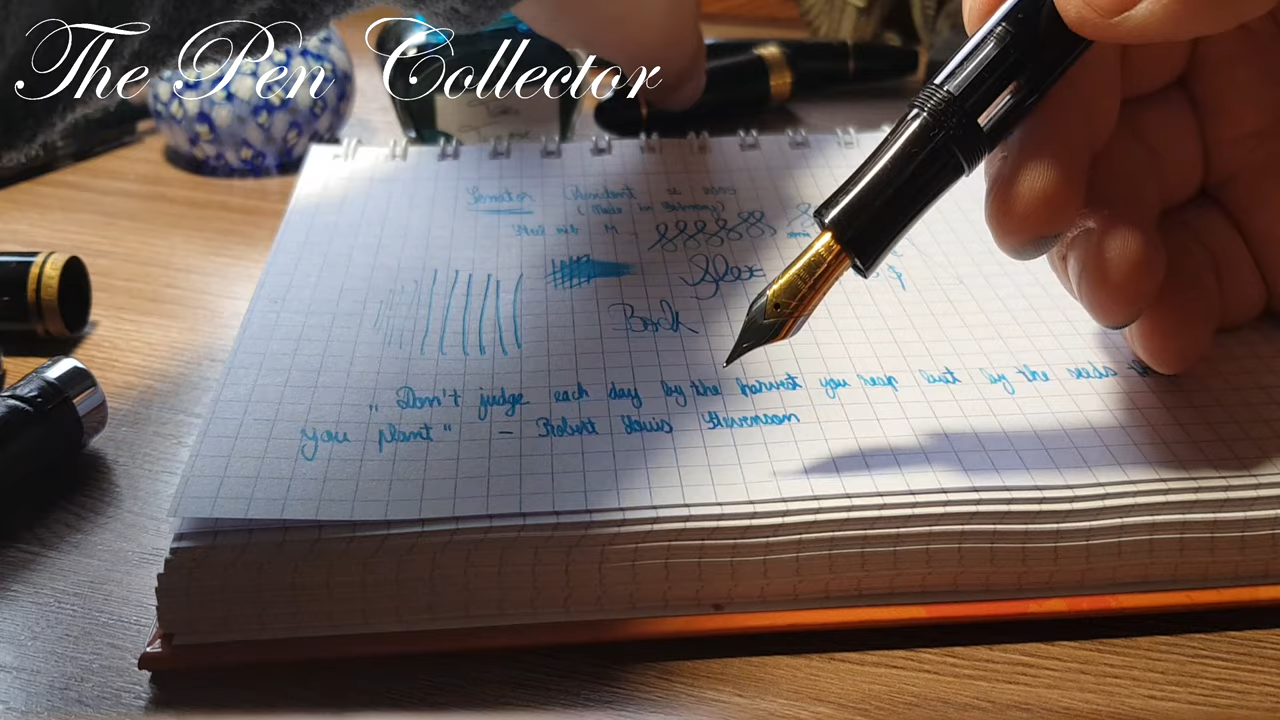 The Pen Collector
Senator President
(Made in Germany)
Steel nib M
Alex
Bock
„Don't judge each day by the harvest you reap but by the seeds
you plant" – Robert Louis Stevenson